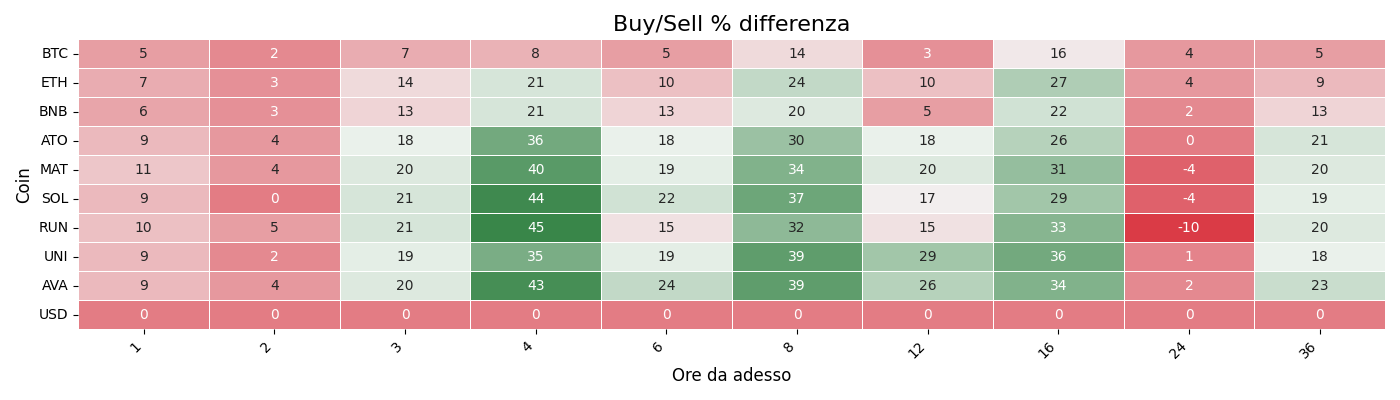 Buy/Sell % differenza
Coin
BTC 5 2 7 8 5 14 3 16 4 5
ETH 7 3 14 21 10 24 10 27 4 9
BNB 6 3 13 21 13 20 5 22 2 13
ATO 9 4 18 36 18 30 18 26 0 21
MAT 11 4 20 40 19 34 20 31 -4 20
SOL 9 0 21 44 22 37 17 29 -4 19
RUN 10 5 21 45 15 32 15 33 -10 20
UNI 9 2 19 35 19 39 29 36 1 18
AVA 9 4 20 43 24 39 26 34 2 23
USD 0 0 0 0 0 0 0 0 0 0
1 2 3 4 6 8 12 16 24 36
Ore da adesso